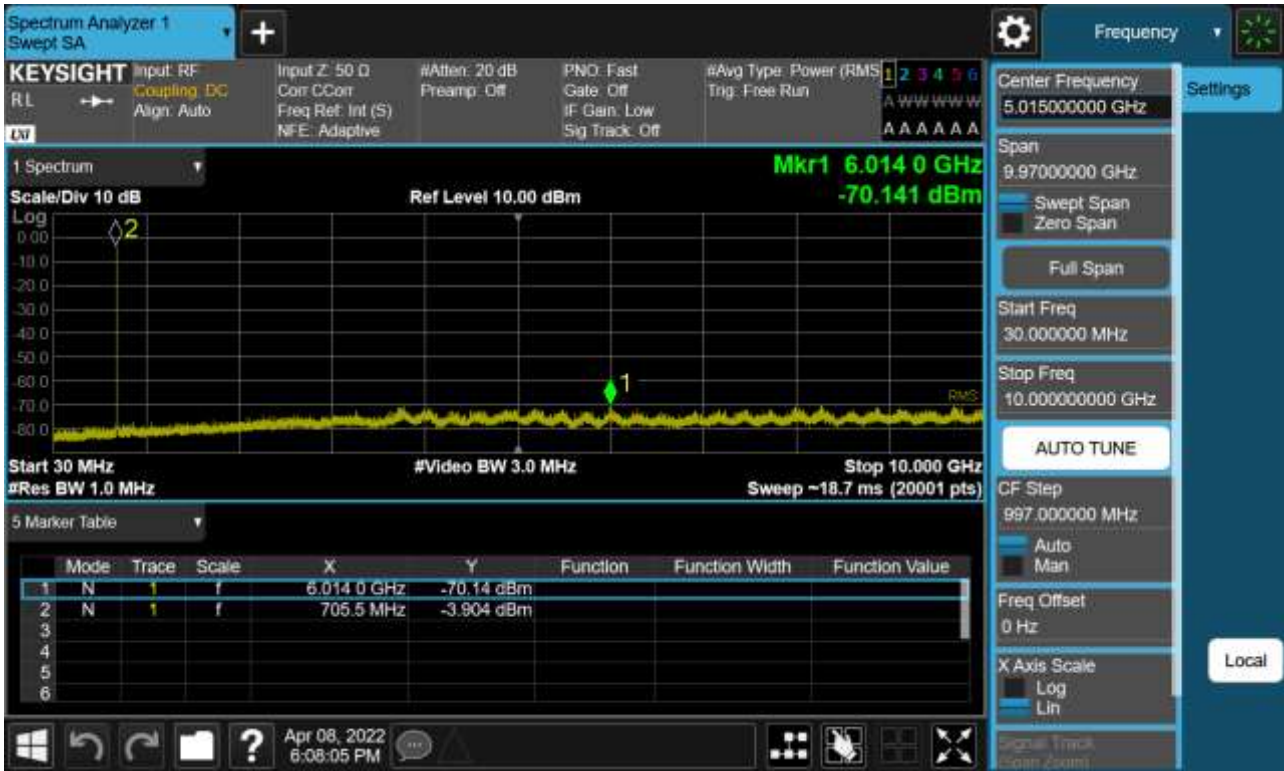 Spectrum Analyzer 1
Swept SA
Frequency
KEYSIGHT
RL
LXI
Input: RF
Coupling: DC
Align: Auto
Input Z: 50 Ω
Corr CCorr
Freq Ref: Int (S)
NFE: Adaptive
#Atten: 20 dB
Preamp: Off
PNO: Fast
Gate: Off
IF Gain: Low
Sig Track: Off
#Avg Type: Power (RMS
Trig: Free Run
1 2 3 4 5 6
A W W W W W
A A A A A A
1 Spectrum
Scale/Div 10 dB
Ref Level 10.00 dBm
Mkr1 6.014 0 GHz
-70.141 dBm
Log
0.00
-10.0
-20.0
-30.0
-40.0
-50.0
-60.0
-70.0
-80.0
2
1
RMS
Start 30 MHz
#Video BW 3.0 MHz
Stop 10.000 GHz
#Res BW 1.0 MHz
Sweep ~18.7 ms (20001 pts)
5 Marker Table
Mode Trace Scale X Y Function Function Width Function Value
1 N 1 f 6.014 0 GHz -70.14 dBm
2 N 1 f 705.5 MHz -3.904 dBm
3
4
5
6
Apr 08, 2022
6:08:05 PM
Center Frequency
5.015000000 GHz
Span
9.97000000 GHz
Swept Span
Zero Span
Full Span
Start Freq
30.000000 MHz
Stop Freq
10.000000000 GHz
AUTO TUNE
CF Step
997.000000 MHz
Auto
Man
Freq Offset
0 Hz
X Axis Scale
Log
Lin
Signal Track
(Span Zoom)
Settings
Local